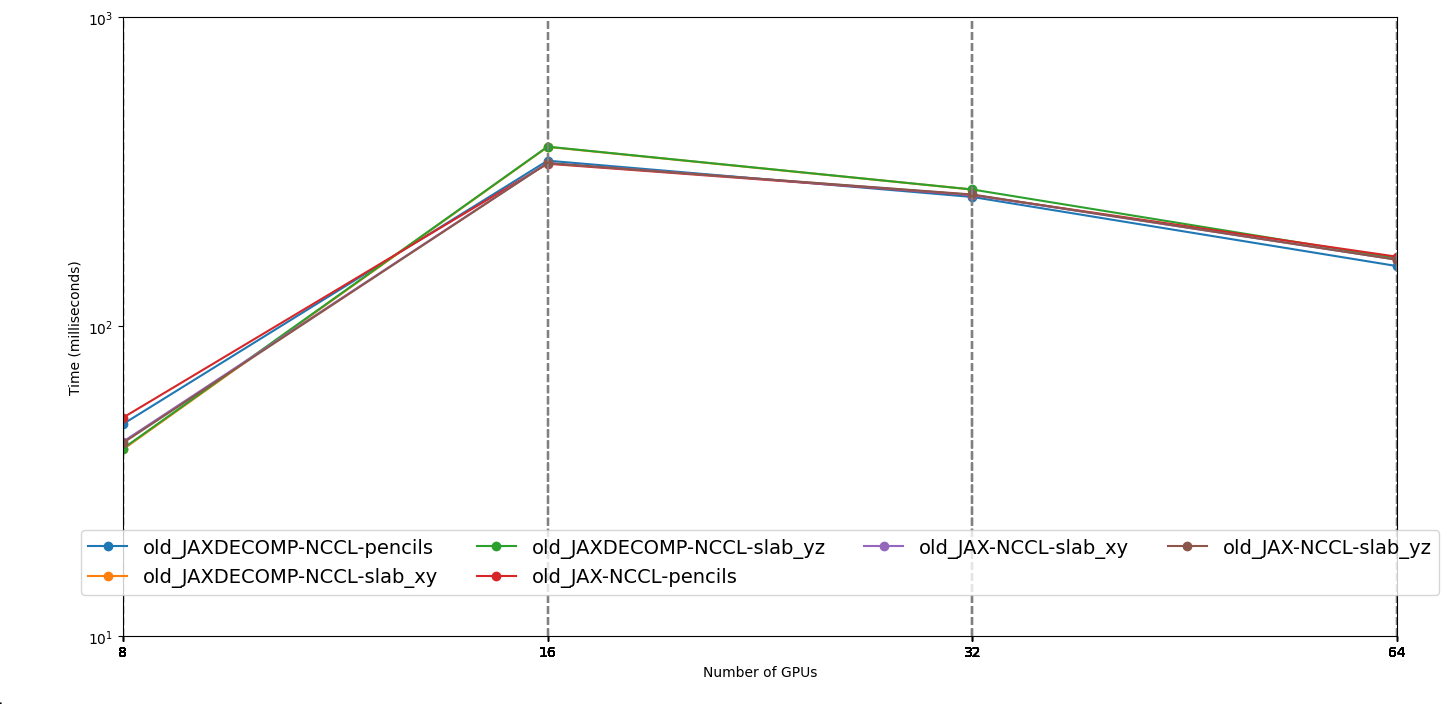 10³
10²
10¹
Time (milliseconds)
old_JAXDECOMP-NCCL-pencils
old_JAXDECOMP-NCCL-slab_xy
old_JAXDECOMP-NCCL-slab_yz
old_JAX-NCCL-pencils
old_JAX-NCCL-slab_xy
old_JAX-NCCL-slab_yz
8 16 32 64
Number of GPUs